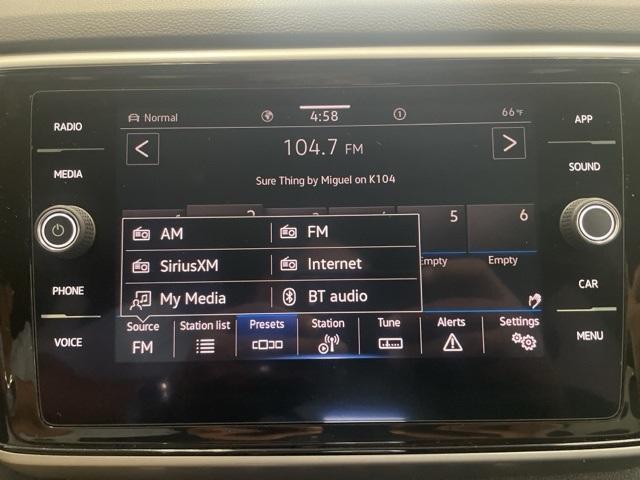 RADIO
MEDIA
PHONE
VOICE
Normal
4:58
1
66°F
<
104.7 FM
>
Sure Thing by Miguel on K104
2
5
6
AM
FM
SiriusXM
Internet
My Media
BT audio
Empty
Empty
Source
FM
Station list
Presets
Station
Tune
Alerts
Settings
APP
SOUND
CAR
MENU